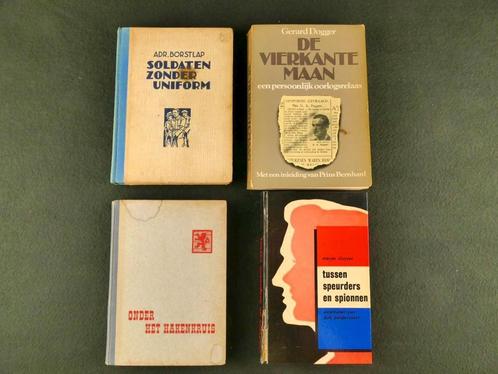 ADR. BORSTLAP
SOLDATEN
ZONDER
UNIFORM
Gerard Dogger
DE
VIERKANTE
MAAN
een persoonlijk oorlogsrelaas
Met een inleiding van Prins Bernhard
ONDER
HET HAKENKRUIS
tussen
speurders
en spionnen